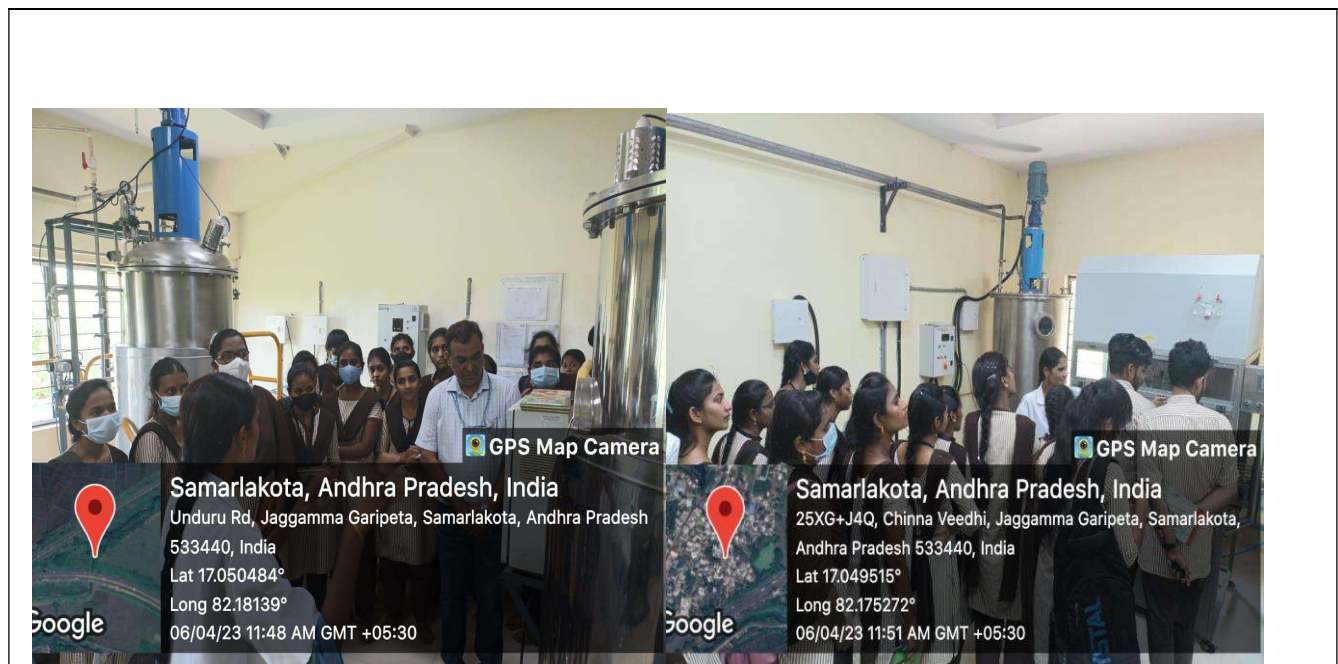 GPS Map Camera
Samarlakota, Andhra Pradesh, India
Unduru Rd, Jaggamma Garipeta, Samarlakota, Andhra Pradesh
533440, India
Lat 17.050484°
Long 82.18139°
06/04/23 11:48 AM GMT +05:30
Google
GPS Map Camera
Samarlakota, Andhra Pradesh, India
25XG+J4Q, Chinna Veedhi, Jaggamma Garipeta, Samarlakota,
Andhra Pradesh 533440, India
Lat 17.049515°
Long 82.175272°
06/04/23 11:51 AM GMT +05:30
Google